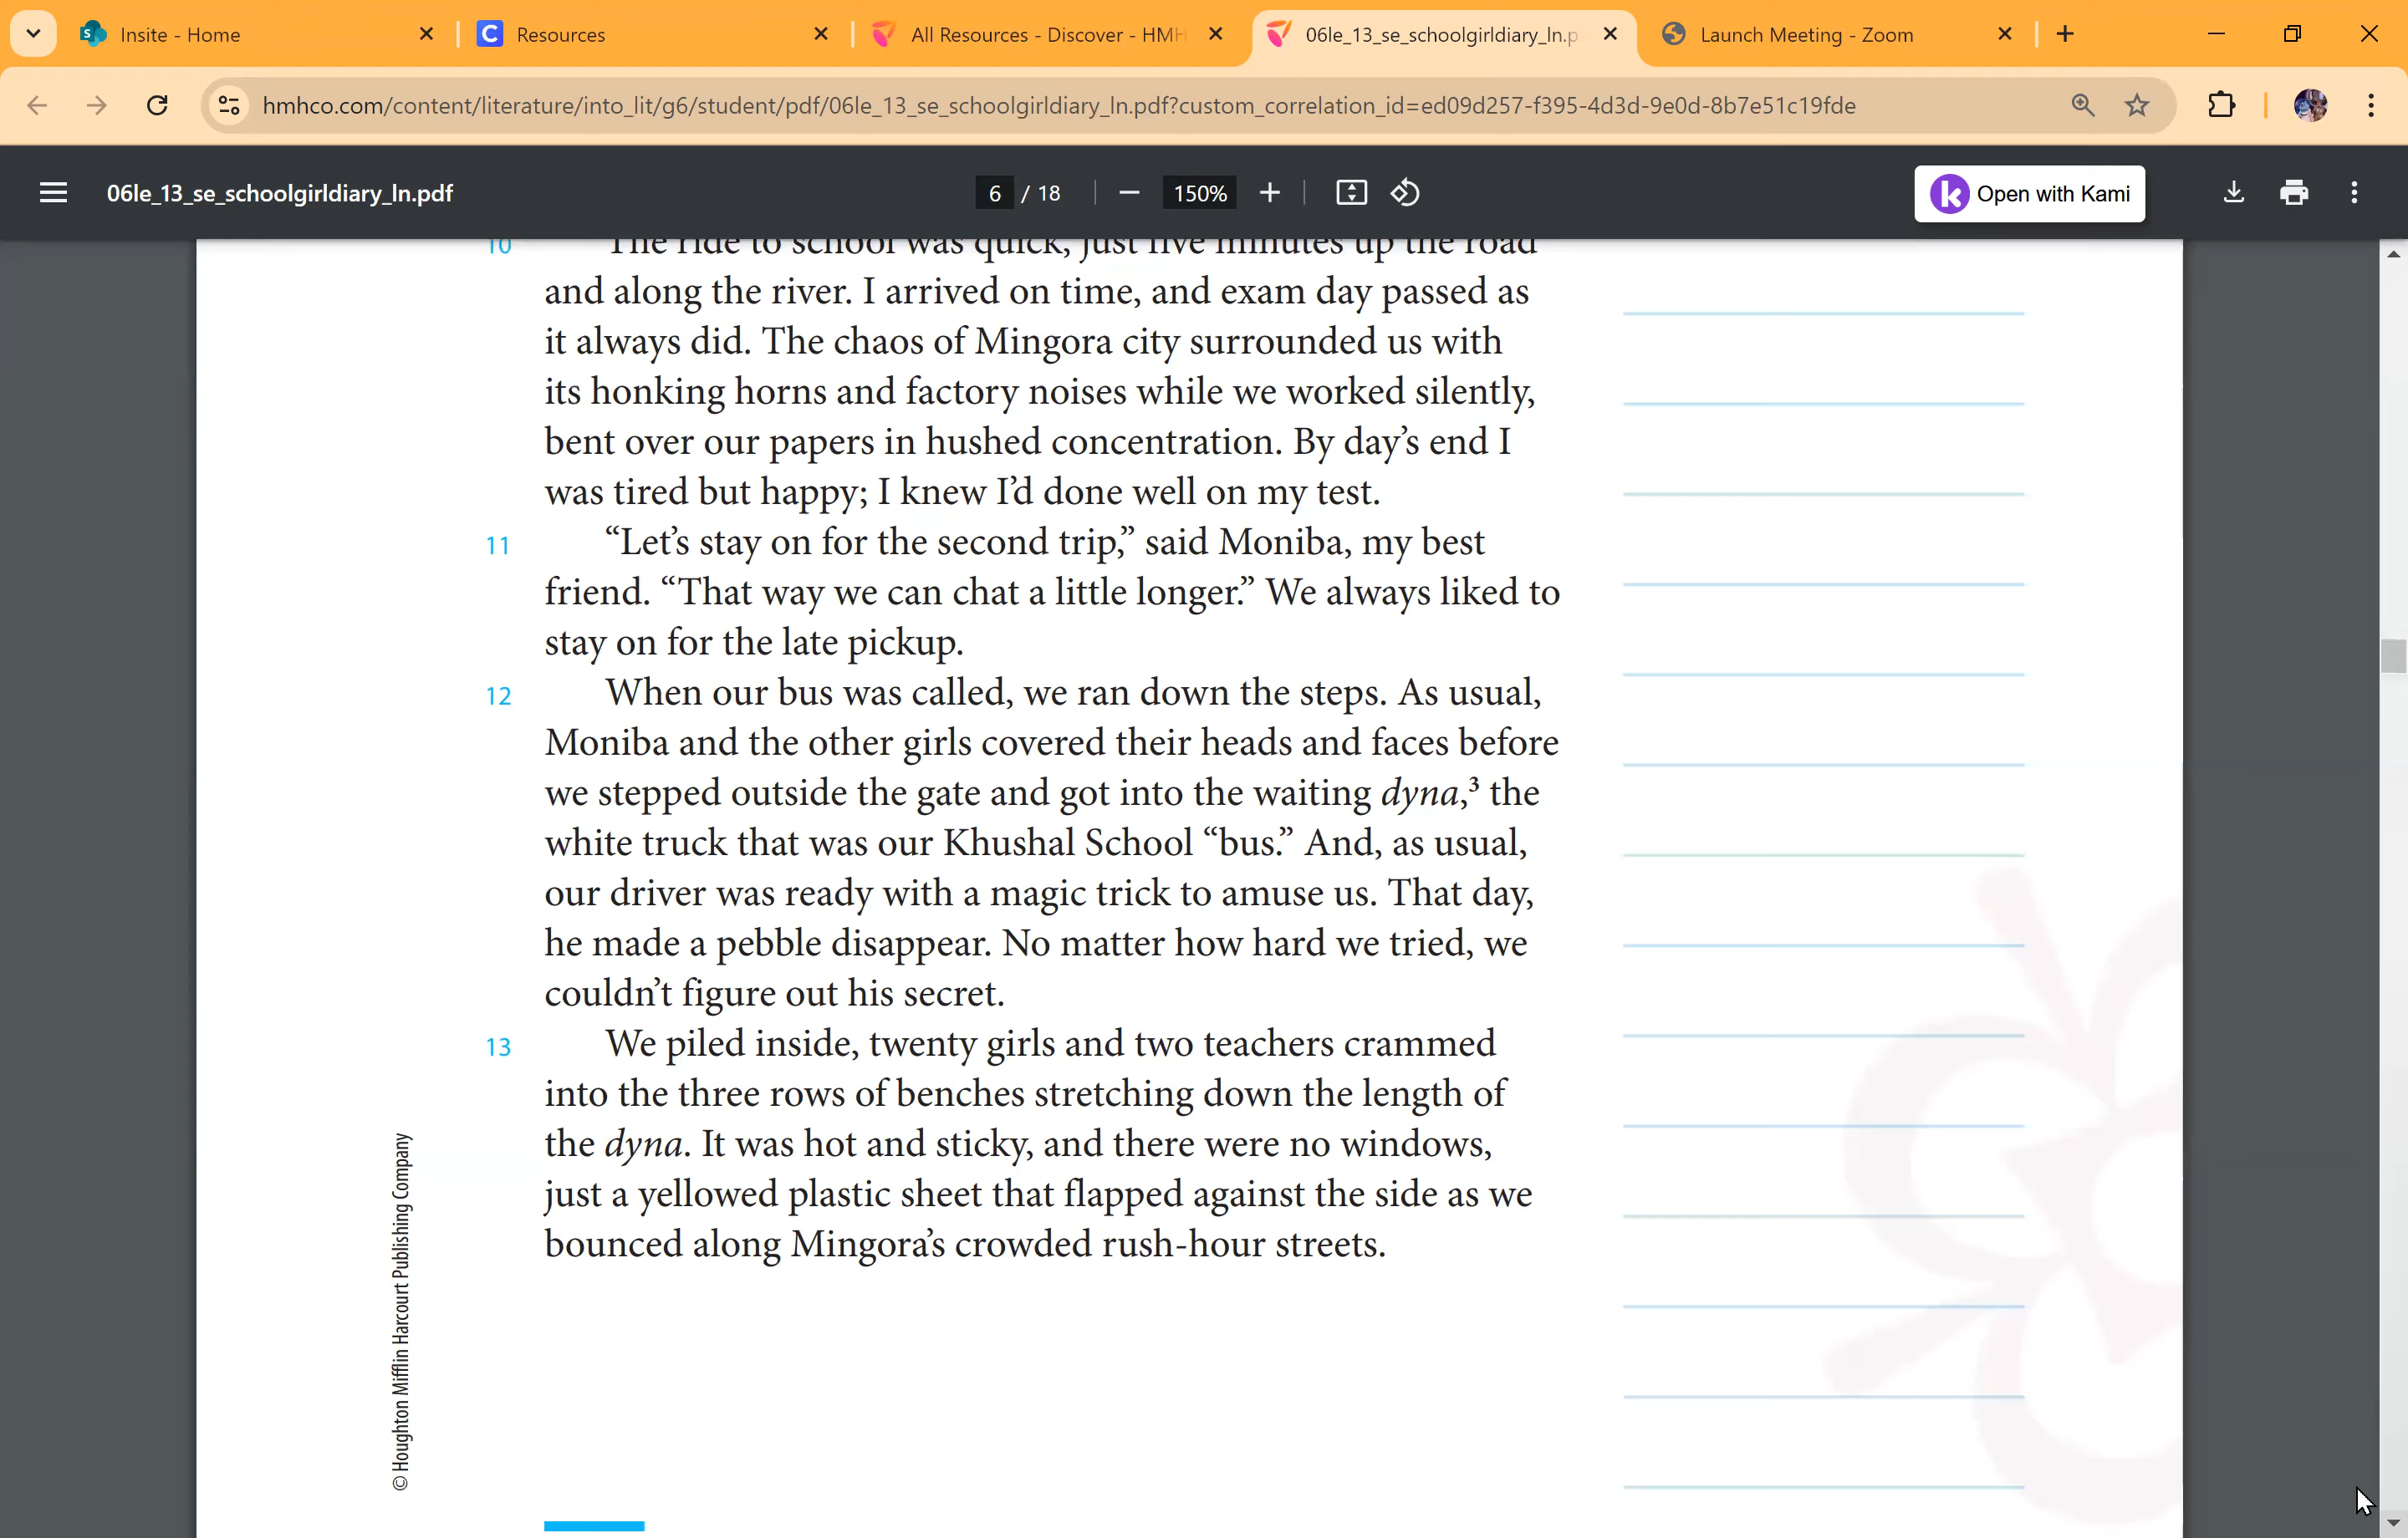 Insite - Home
Resources
All Resources - Discover - HMH
06le_13_se_schoolgirldiary_ln.p
Launch Meeting - Zoom
hmhco.com/content/literature/into_lit/g6/student/pdf/06le_13_se_schoolgirldiary_ln.pdf?custom_correlation_id=ed09d257-f395-4d3d-9e0d-8b7e51c19fde
06le_13_se_schoolgirldiary_ln.pdf
6 / 18
150%
Open with Kami
10 The ride to school was quick, just five minutes up the road
and along the river. I arrived on time, and exam day passed as
it always did. The chaos of Mingora city surrounded us with
its honking horns and factory noises while we worked silently,
bent over our papers in hushed concentration. By day’s end I
was tired but happy; I knew I’d done well on my test.
11 “Let’s stay on for the second trip,” said Moniba, my best
friend. “That way we can chat a little longer.” We always liked to
stay on for the late pickup.
12 When our bus was called, we ran down the steps. As usual,
Moniba and the other girls covered their heads and faces before
we stepped outside the gate and got into the waiting dyna,³ the
white truck that was our Khushal School “bus.” And, as usual,
our driver was ready with a magic trick to amuse us. That day,
he made a pebble disappear. No matter how hard we tried, we
couldn’t figure out his secret.
13 We piled inside, twenty girls and two teachers crammed
into the three rows of benches stretching down the length of
the dyna. It was hot and sticky, and there were no windows,
just a yellowed plastic sheet that flapped against the side as we
bounced along Mingora’s crowded rush-hour streets.
© Houghton Mifflin Harcourt Publishing Company